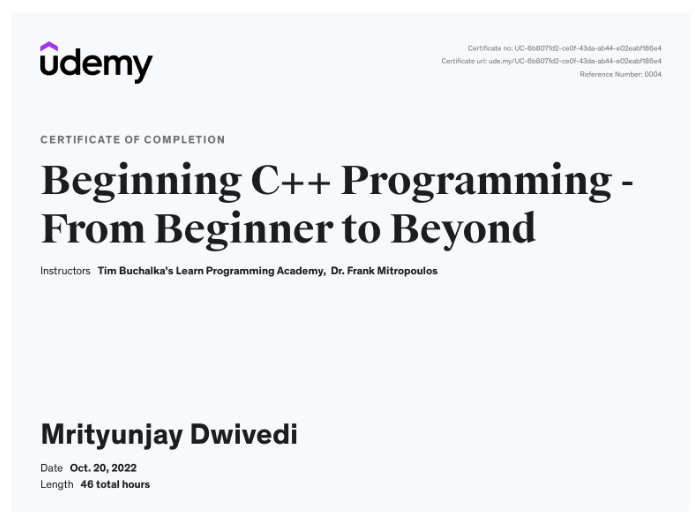 udemy
Certificate no: UC-6b807fd2-ce0f-43da-ab44-e02eabf186e4
Certificate url: ude.my/UC-6b807fd2-ce0f-43da-ab44-e02eabf186e4
Reference Number: 0004
CERTIFICATE OF COMPLETION
Beginning C++ Programming -
From Beginner to Beyond
Instructors Tim Buchalka's Learn Programming Academy, Dr. Frank Mitropoulos
Mrityunjay Dwivedi
Date Oct. 20, 2022
Length 46 total hours